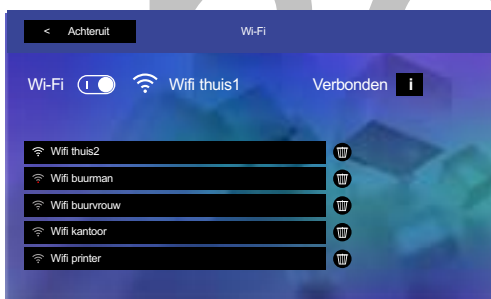 < Achteruit Wi-Fi
Wi-Fi Wifi thuis1 Verbonden i
Wifi thuis2
Wifi buurman
Wifi buurvrouw
Wifi kantoor
Wifi printer